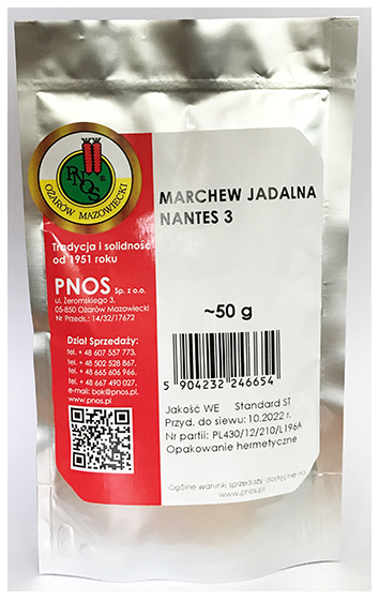 PNOS
®
OŻARÓW MAZOWIECKI
Tradycja i solidność
od 1951 roku
PNOS Sp. z o.o.
ul. Żeromskiego 3,
05-850 Ożarów Mazowiecki
Nr Przeds.: 14/32/17672
Dział Sprzedaży:
tel. + 48 607 557 773,
tel. + 48 502 528 867,
tel. + 48 665 606 966,
tel. + 48 667 490 027,
e-mail: bok@pnos.pl,
www.pnos.pl
MARCHEW JADALNA
NANTES 3
~50 g
5 904232 246654
Jakość WE Standard ST
Przyd. do siewu: 10.2022 r.
Nr partii: PL430/12/210/L196A
Opakowanie hermetyczne
Ogólne warunki sprzedaży dostępne na
www.pnos.pl